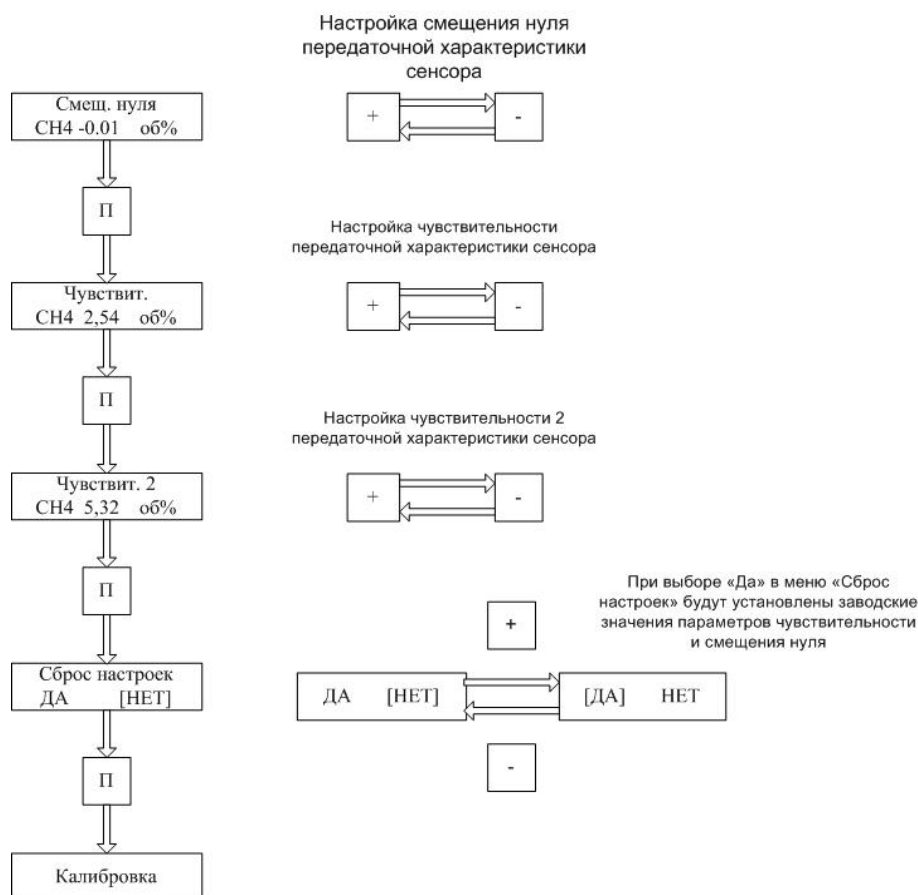 Настройка смещения нуля
передаточной характеристики
сенсора
Смещ. нуля
CH4 -0.01 об%
+
-
П
Настройка чувствительности
передаточной характеристики сенсора
Чувствит.
CH4 2,54 об%
+
-
П
Настройка чувствительности 2
передаточной характеристики сенсора
Чувствит. 2
CH4 5,32 об%
+
-
П
При выборе «Да» в меню «Сброс
настроек» будут установлены заводские
значения параметров чувствительности
и смещения нуля
+
Сброс настроек
ДА [НЕТ]
ДА [НЕТ]
[ДА] НЕТ
-
П
Калибровка